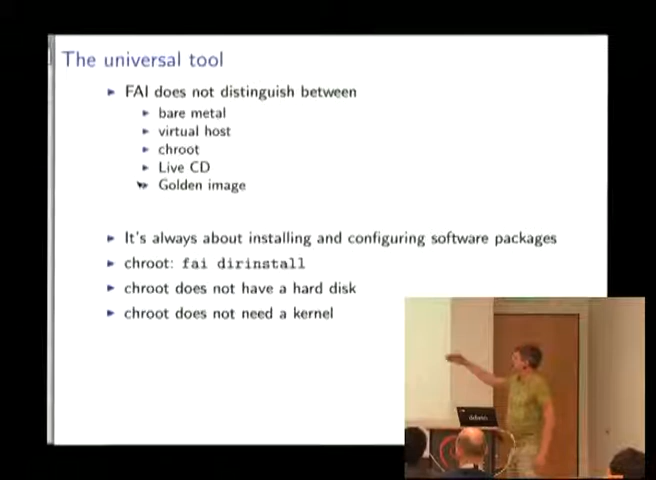 The universal tool
FAI does not distinguish between
bare metal
virtual host
chroot
Live CD
Golden image
It's always about installing and configuring software packages
chroot: fai dirinstall
chroot does not have a hard disk
chroot does not need a kernel
debian